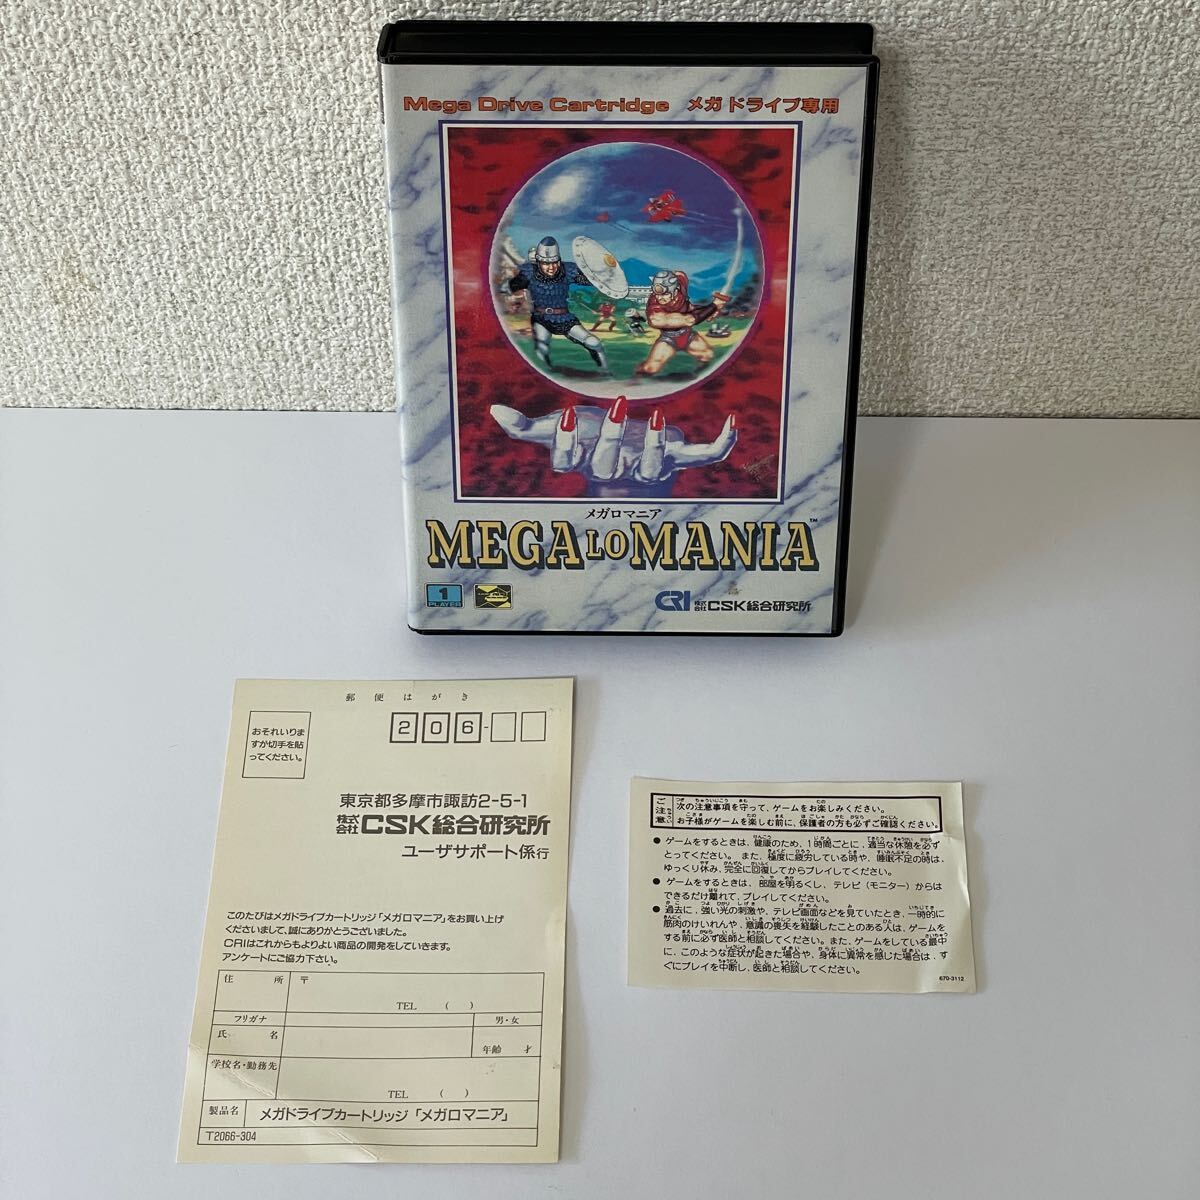 Mega Drive Cartridge メガドライブ専用
メガロマニア
MEGALOMANIA™
1
PLAYER
CRI 株式会社CSK総合研究所
郵便はがき
おそれいりま
すが切手を貼
ってください。
206-
東京都多摩市諏訪2-5-1
株式会社CSK総合研究所
ユーザサポート係行
このたびはメガドライブカートリッジ「メガロマニア」をお買い上げ
くださいまして、誠にありがとうございました。
CRIはこれからもよりよい商品の開発をしていきます。
アンケートにご協力下さい。
住所 〒
TEL ( )
フリガナ
男・女
氏名
年齢 才
学校名・勤務先
TEL ( )
製品名 メガドライブカートリッジ「メガロマニア」
T2066-304
ご注意
次の注意事項を守って、ゲームをお楽しみください。
お子様がゲームを楽しむ前に、保護者の方も必ずご確認ください。
●ゲームをするときは、健康のため、1時間ごとに、適当な休憩を必ず
とってください。また、極度に疲労している時や、睡眠不足の時は、
ゆっくり休み、完全に回復してからプレイしてください。
●ゲームをするときは、部屋を明るくし、テレビ(モニター)からは
できるだけ離れて、プレイしてください。
●過去に、強い光の刺激や、テレビ画面などを見ていたとき、一時的に
筋肉のけいれんや、意識の喪失を経験したことのある人は、ゲームを
する前に必ず医師と相談してください。また、ゲームをしている最中
に、このような症状が起きた場合や、身体に異常を感じた場合は、す
ぐにプレイを中断し、医師と相談してください。
670-3112